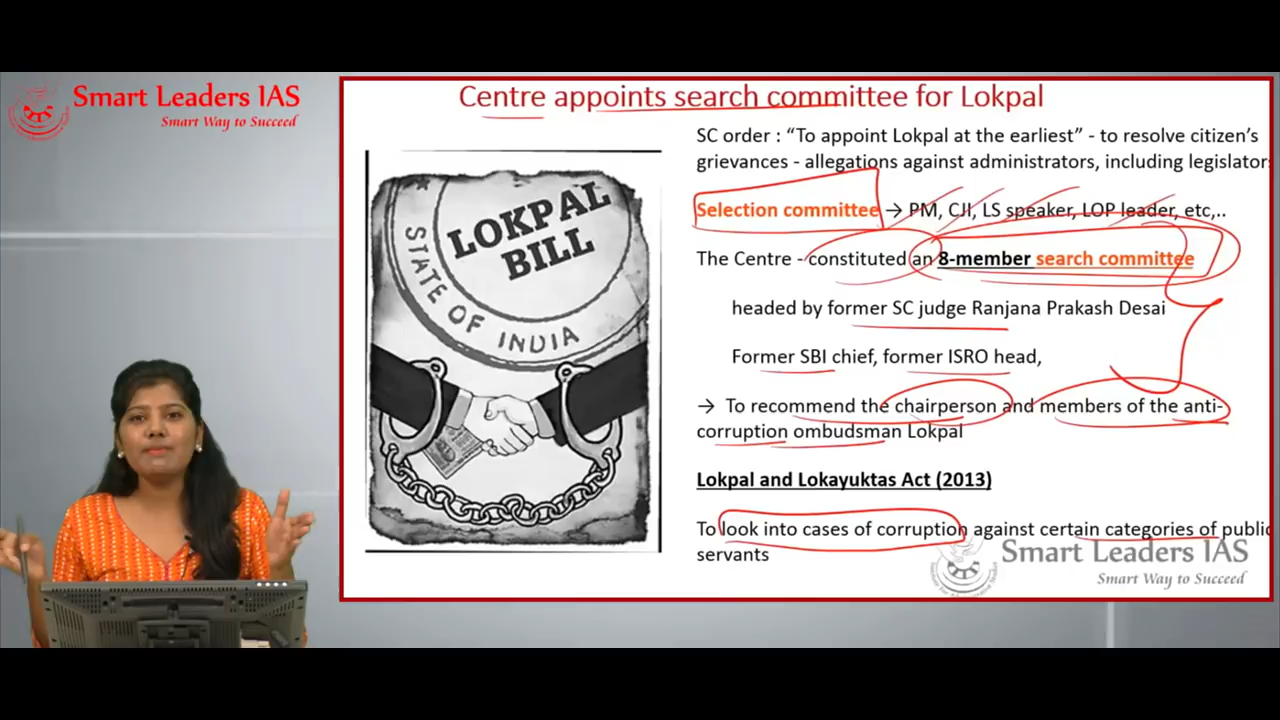 Smart Leaders IAS
Smart Way to Succeed
Centre appoints search committee for Lokpal
LOKPAL
BILL
STATE OF INDIA
SC order : “To appoint Lokpal at the earliest” - to resolve citizen’s
grievances - allegations against administrators, including legislator
Selection committee → PM, CJI, LS speaker, LOP leader, etc,..
The Centre - constituted an 8-member search committee
headed by former SC judge Ranjana Prakash Desai
Former SBI chief, former ISRO head,
→ To recommend the chairperson and members of the anti-
corruption ombudsman Lokpal
Lokpal and Lokayuktas Act (2013)
To look into cases of corruption against certain categories of public
servants
Smart Leaders IAS
Smart Way to Succeed